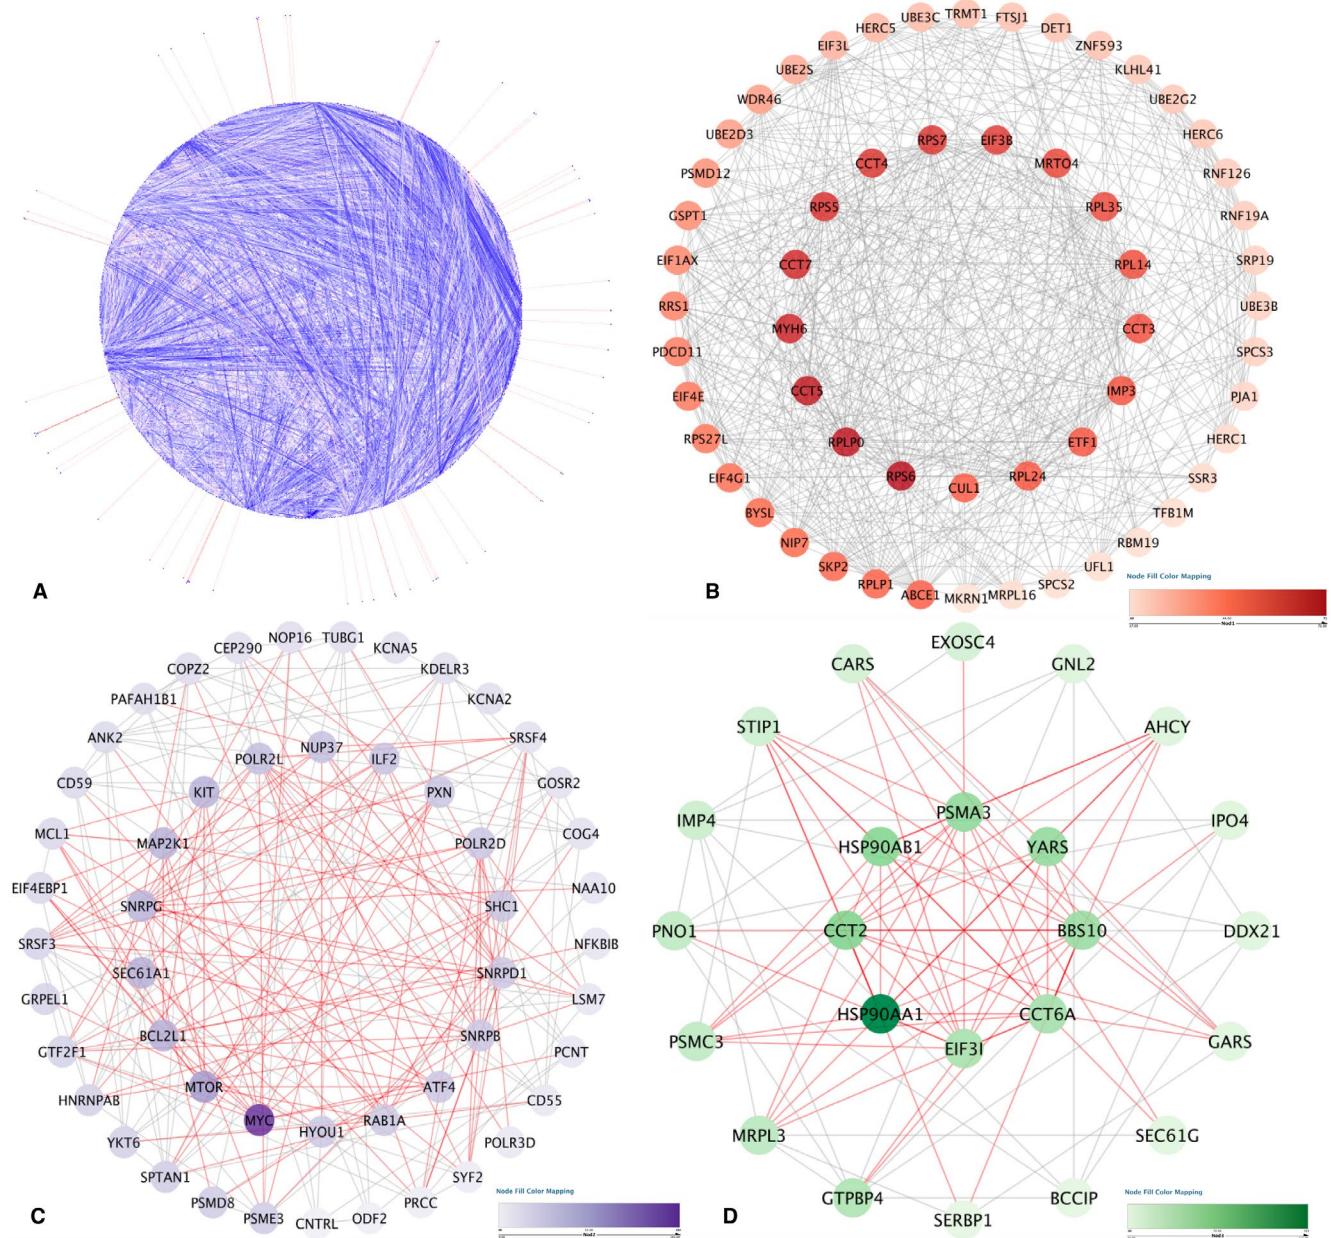 A
TRMT1
FTSJ1
DET1
ZNF593
KLHL41
UBE2G2
HERC6
RNF126
RNF19A
SRP19
UBE3B
SPCS3
PJA1
HERC1
SSR3
TFB1M
RBM19
UFL1
SPCS2
MRPL16
MKRN1
ABCE1
RPLP1
SKP2
NIP7
BYSL
EIF4G1
RPS27L
EIF4E
PDCD11
RRS1
EIF1AX
GSPT1
PSMD12
UBE2D3
WDR46
UBE2S
EIF3L
HERC5
UBE3C
RPS7
EIF3B
MRTO4
RPL35
RPL14
CCT3
IMP3
ETF1
RPL24
CUL1
RPS6
RPLP0
CCT5
MYH6
CCT7
RPS5
CCT4
B
Node Fill Color Mapping
Nod1
TUBG1
KCNA5
KDELR3
KCNA2
SRSF4
GOSR2
COG4
NAA10
NFKBIB
LSM7
PCNT
CD55
POLR3D
SYF2
PRCC
ODF2
CNTRL
PSME3
PSMD8
SPTAN1
YKT6
HNRNPAB
GTF2F1
GRPEL1
SRSF3
EIF4EBP1
MCL1
CD59
ANK2
PAFAH1B1
COPZ2
CEP290
NOP16
NUP37
ILF2
PXN
POLR2D
SHC1
SNRPD1
SNRPB
ATF4
RAB1A
HYOU1
MYC
MTOR
BCL2L1
SEC61A1
SNRPG
MAP2K1
KIT
POLR2L
C
Node Fill Color Mapping
Nod2
EXOSC4
GNL2
AHCY
IPO4
DDX21
GARS
SEC61G
BCCIP
SERBP1
GTPBP4
MRPL3
PSMC3
PNO1
IMP4
STIP1
CARS
PSMA3
YARS
BBS10
CCT6A
EIF3I
HSP90AA1
CCT2
HSP90AB1
D
Node Fill Color Mapping